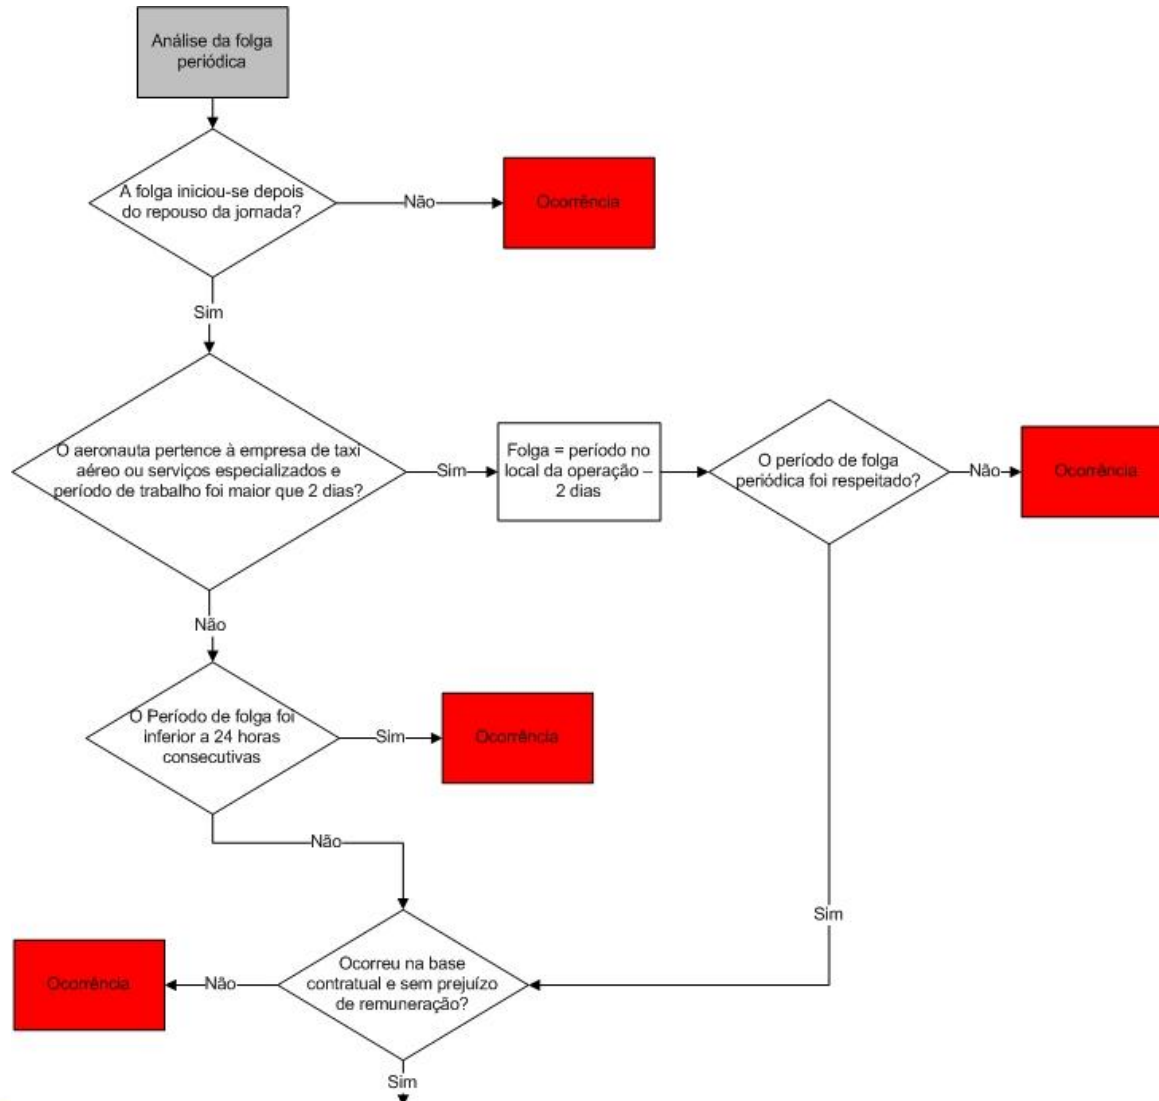 Análise da folga
periódica
A folga iniciou-se depois
do repouso da jornada?
Não
Ocorrência
Sim
O aeronauta pertence à empresa de taxi
aéreo ou serviços especializados e
período de trabalho foi maior que 2 dias?
Sim
Folga = período no
local da operação –
2 dias
O período de folga
periódica foi respeitado?
Não
Ocorrência
Não
O Período de folga foi
inferior a 24 horas
consecutivas
Sim
Ocorrência
Não
Sim
Ocorreu na base
contratual e sem prejuízo
de remuneração?
Não
Ocorrência
Sim